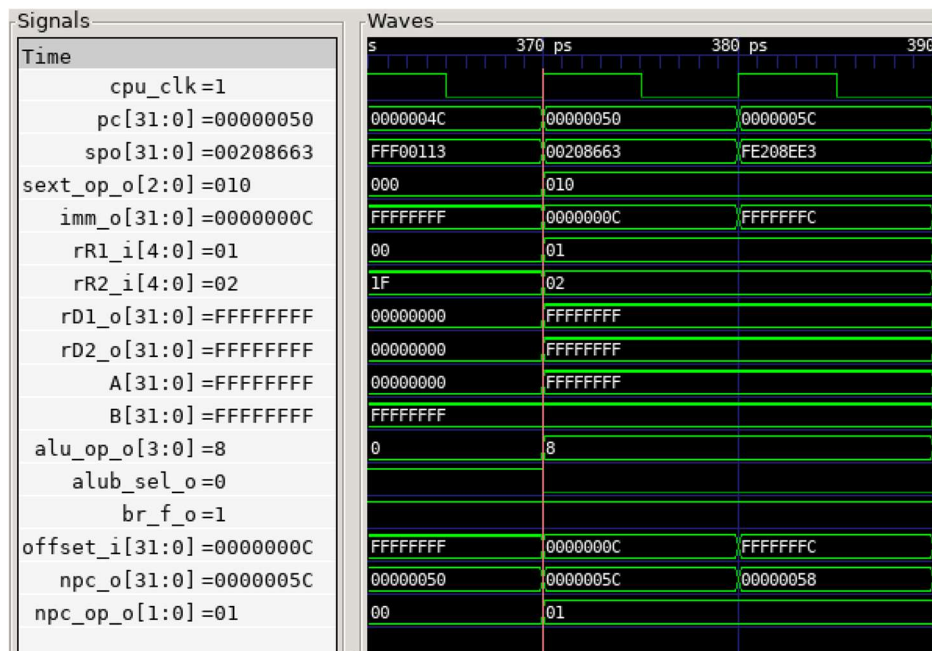 Signals Waves
Time s 370 ps 380 ps 390
cpu_clk =1
pc[31:0] =00000050 0000004C 00000050 0000005C
spo[31:0] =00208663 FFF00113 00208663 FE208EE3
sext_op_o[2:0] =010 000 010
imm_o[31:0] =0000000C FFFFFFFF 0000000C FFFFFFFC
rR1_i[4:0] =01 00 01
rR2_i[4:0] =02 1F 02
rD1_o[31:0] =FFFFFFFF 00000000 FFFFFFFF
rD2_o[31:0] =FFFFFFFF 00000000 FFFFFFFF
A[31:0] =FFFFFFFF 00000000 FFFFFFFF
B[31:0] =FFFFFFFF FFFFFFFF
alu_op_o[3:0] =8 0 8
alub_sel_o =0
br_f_o =1
offset_i[31:0] =0000000C FFFFFFFF 0000000C FFFFFFFC
npc_o[31:0] =0000005C 00000050 0000005C 00000058
npc_op_o[1:0] =01 00 01